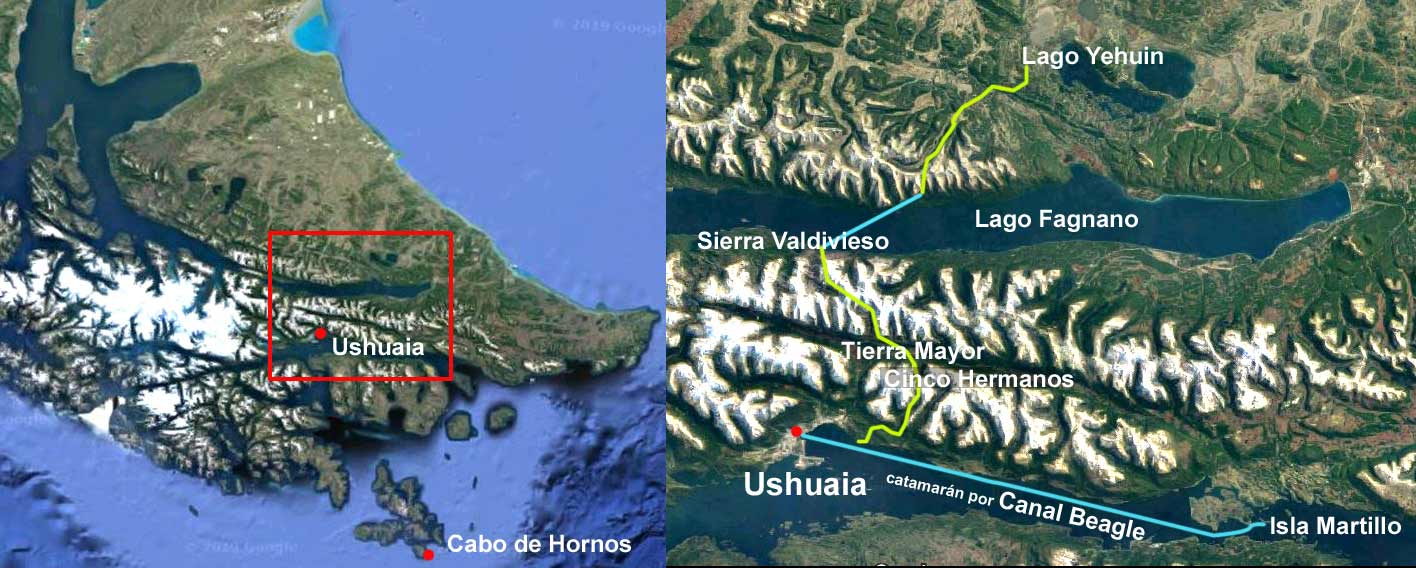 © 2019 Google
Ushuaia
© 2019 Google
Cabo de Hornos
Lago Yehuin
Lago Fagnano
Sierra Valdivieso
Tierra Mayor
Cinco Hermanos
Ushuaia
catamarán por Canal Beagle
Isla Martillo